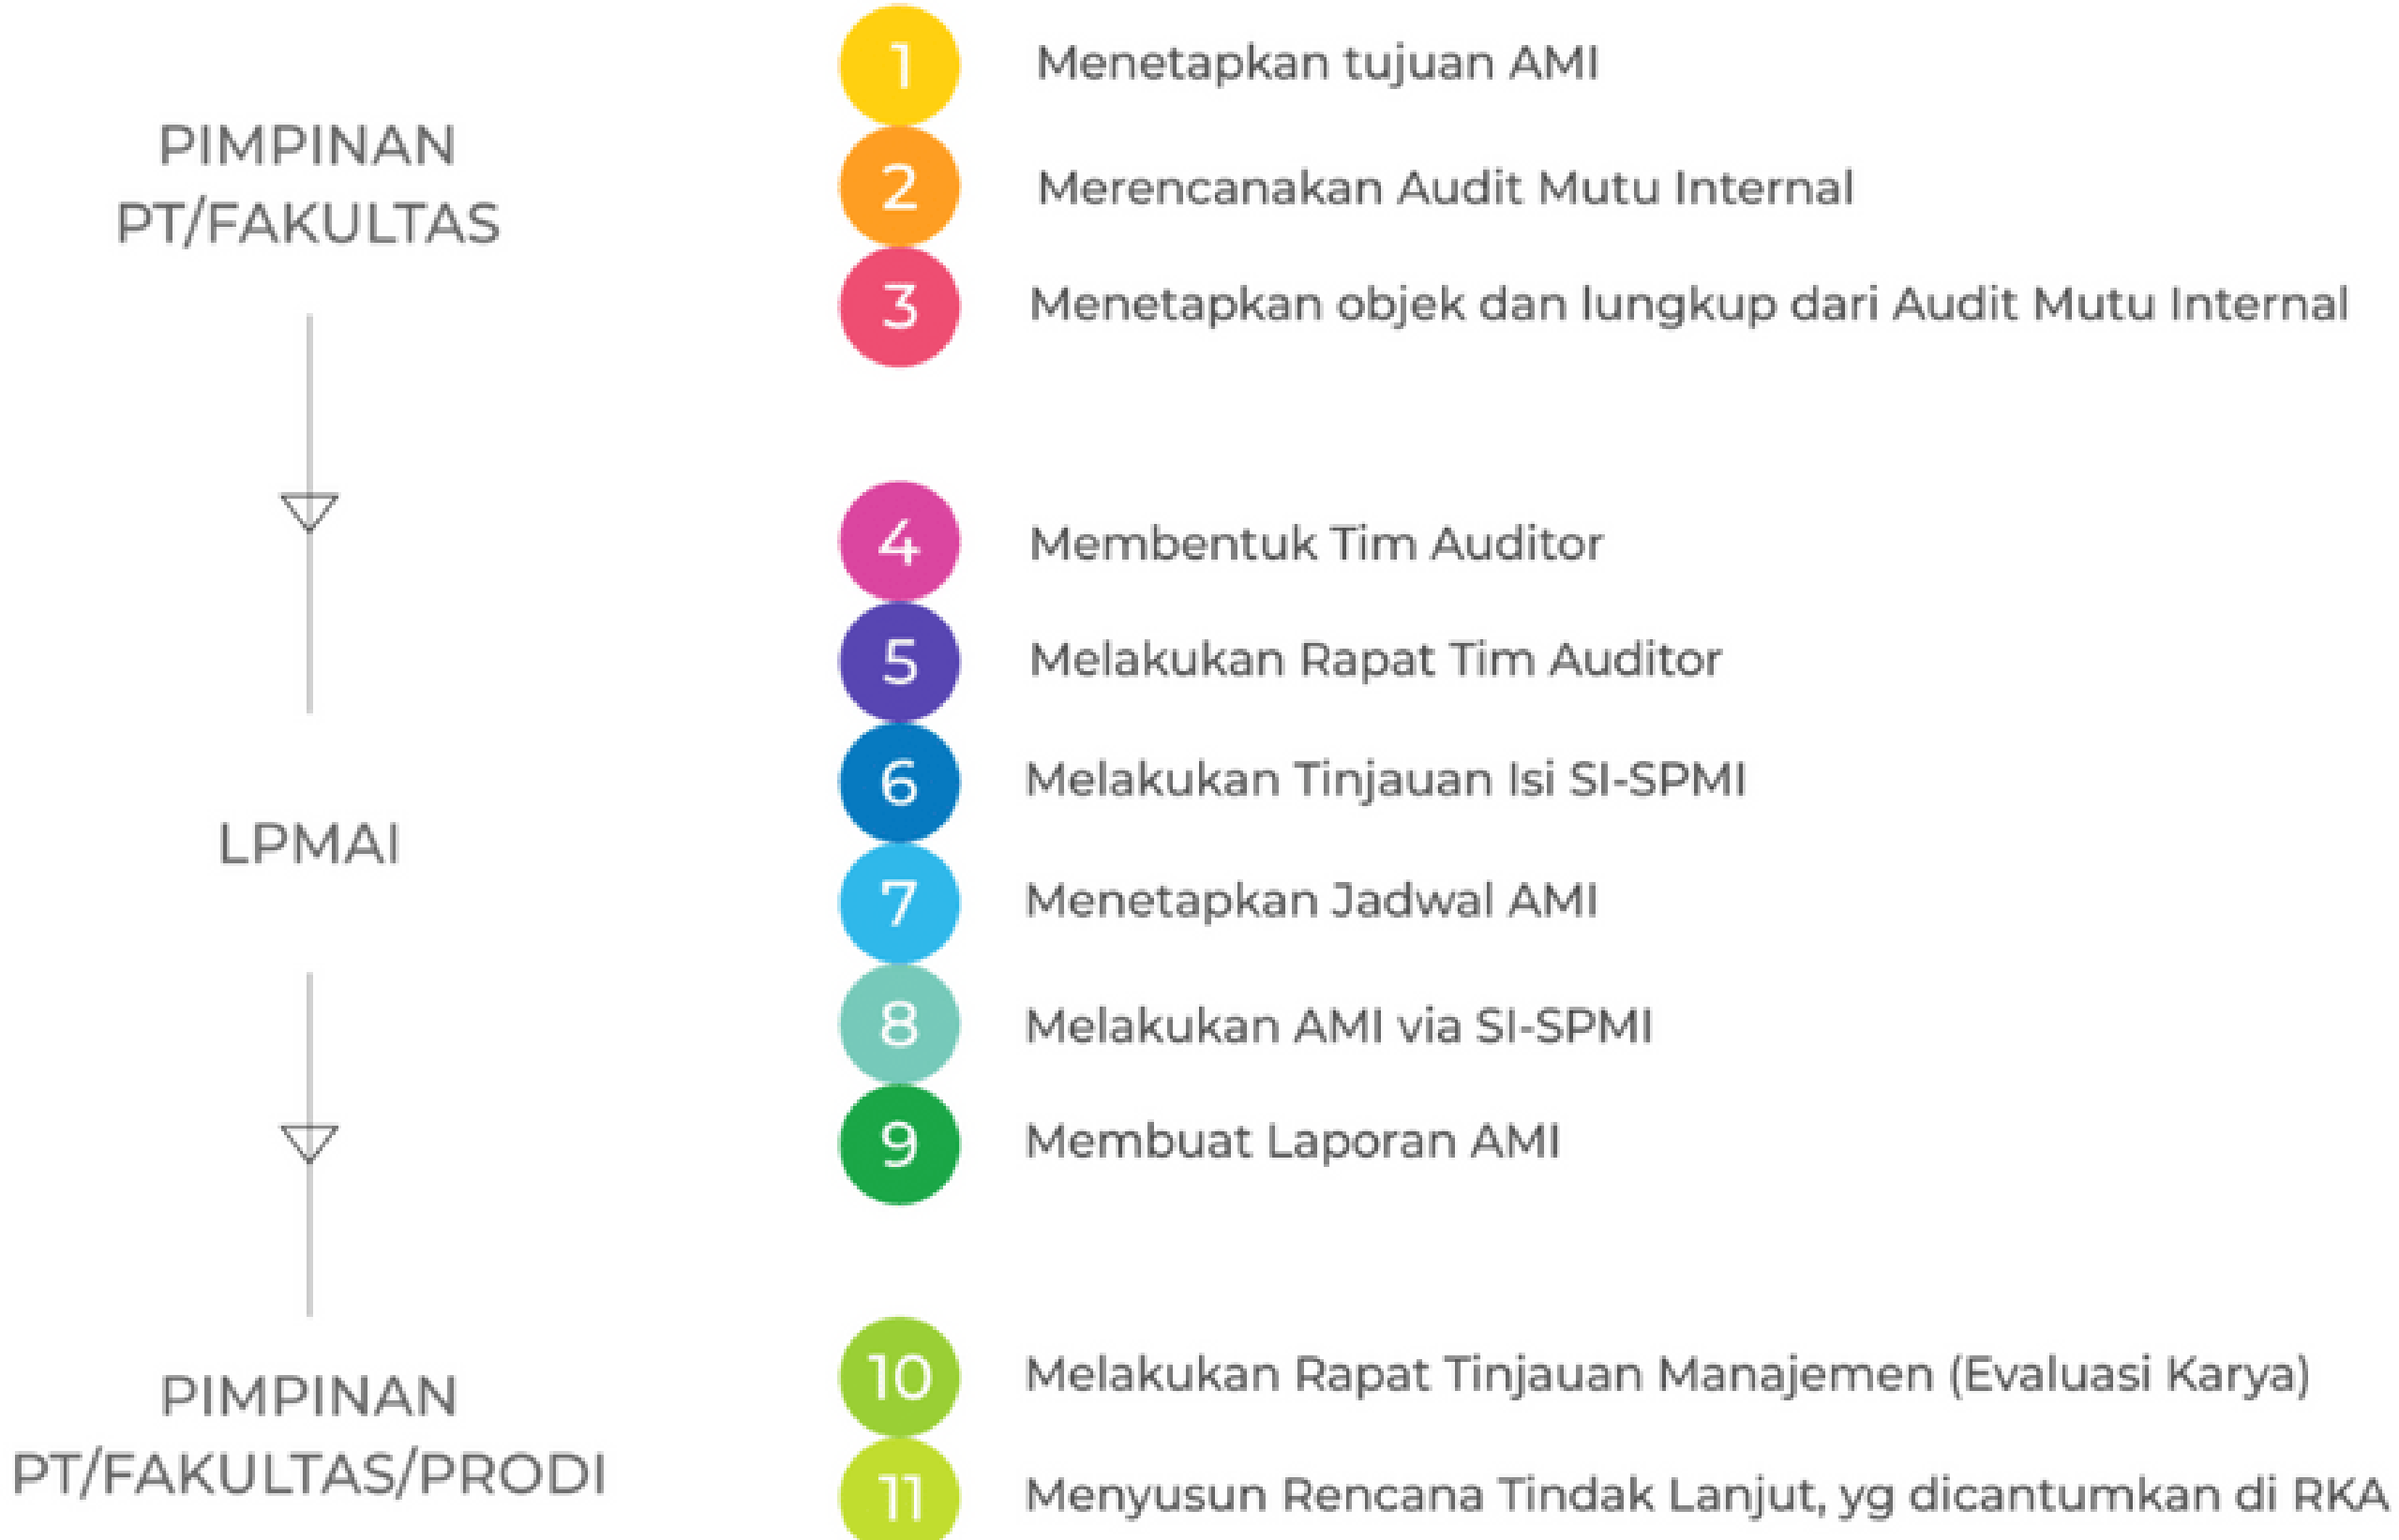 PIMPINAN
PT/FAKULTAS
1 Menetapkan tujuan AMI
2 Merencanakan Audit Mutu Internal
3 Menetapkan objek dan lungkup dari Audit Mutu Internal
LPMAI
4 Membentuk Tim Auditor
5 Melakukan Rapat Tim Auditor
6 Melakukan Tinjauan Isi SI-SPMI
7 Menetapkan Jadwal AMI
8 Melakukan AMI via SI-SPMI
9 Membuat Laporan AMI
PIMPINAN
PT/FAKULTAS/PRODI
10 Melakukan Rapat Tinjauan Manajemen (Evaluasi Karya)
11 Menyusun Rencana Tindak Lanjut, yg dicantumkan di RKA